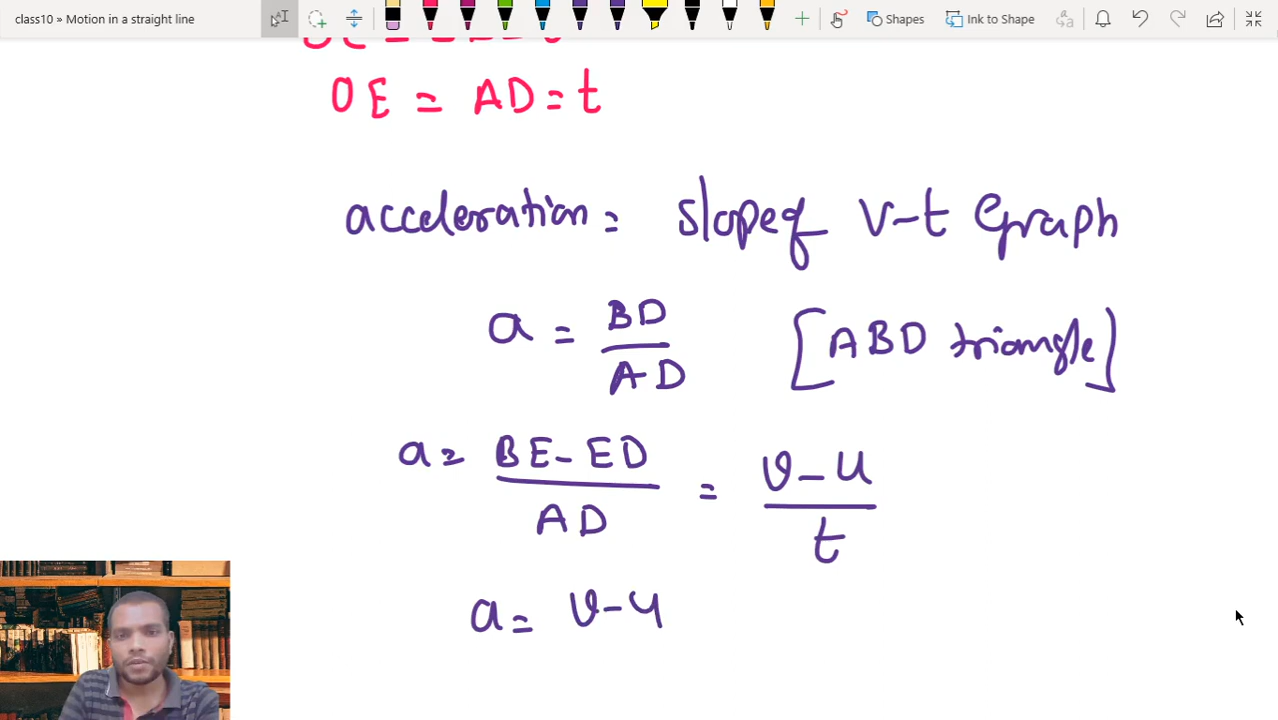 class10 » Motion in a straight line
Shapes
Ink to Shape
OE = AD = t
acceleration = slope of v-t Graph
a = BD / AD [ABD triangle]
a = BE - ED / AD = v - u / t
a = v - u